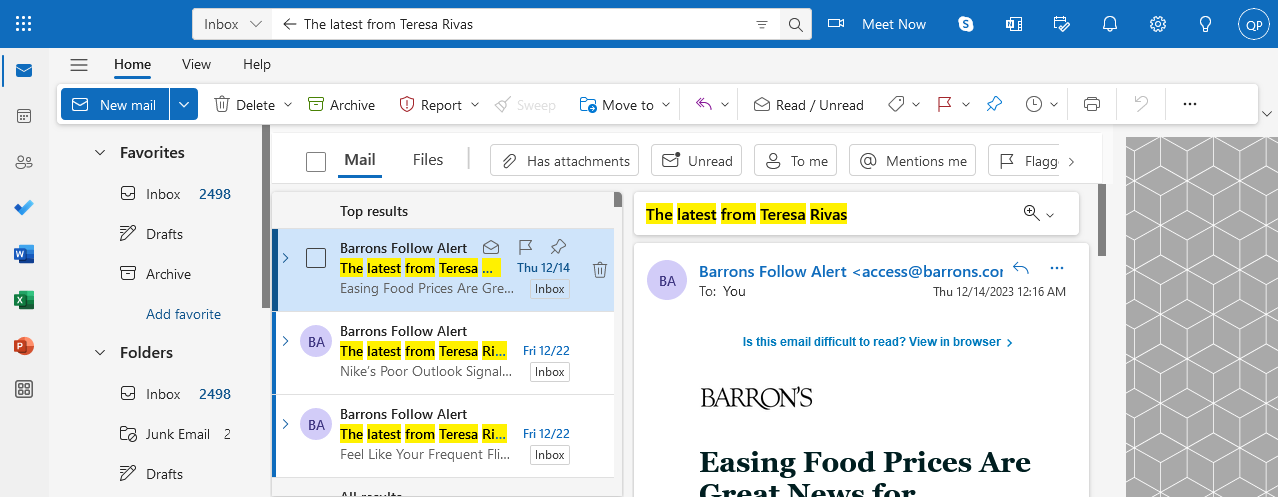 Inbox The latest from Teresa Rivas Meet Now QP
Home View Help
New mail Delete Archive Report Sweep Move to Read / Unread
Favorites
Inbox 2498
Drafts
Archive
Add favorite
Folders
Inbox 2498
Junk Email 2
Drafts
Mail Files Has attachments Unread To me Mentions me Flagg
Top results
Barrons Follow Alert
The latest from Teresa ... Thu 12/14
Easing Food Prices Are Gre... Inbox
BA
Barrons Follow Alert
The latest from Teresa Ri... Fri 12/22
Nike's Poor Outlook Signal... Inbox
BA
Barrons Follow Alert
The latest from Teresa Ri... Fri 12/22
Feel Like Your Frequent Fli... Inbox
All results
The latest from Teresa Rivas
BA
Barrons Follow Alert <access@barrons.cor
To: You Thu 12/14/2023 12:16 AM
Is this email difficult to read? View in browser
BARRON'S
Easing Food Prices Are
Great News for